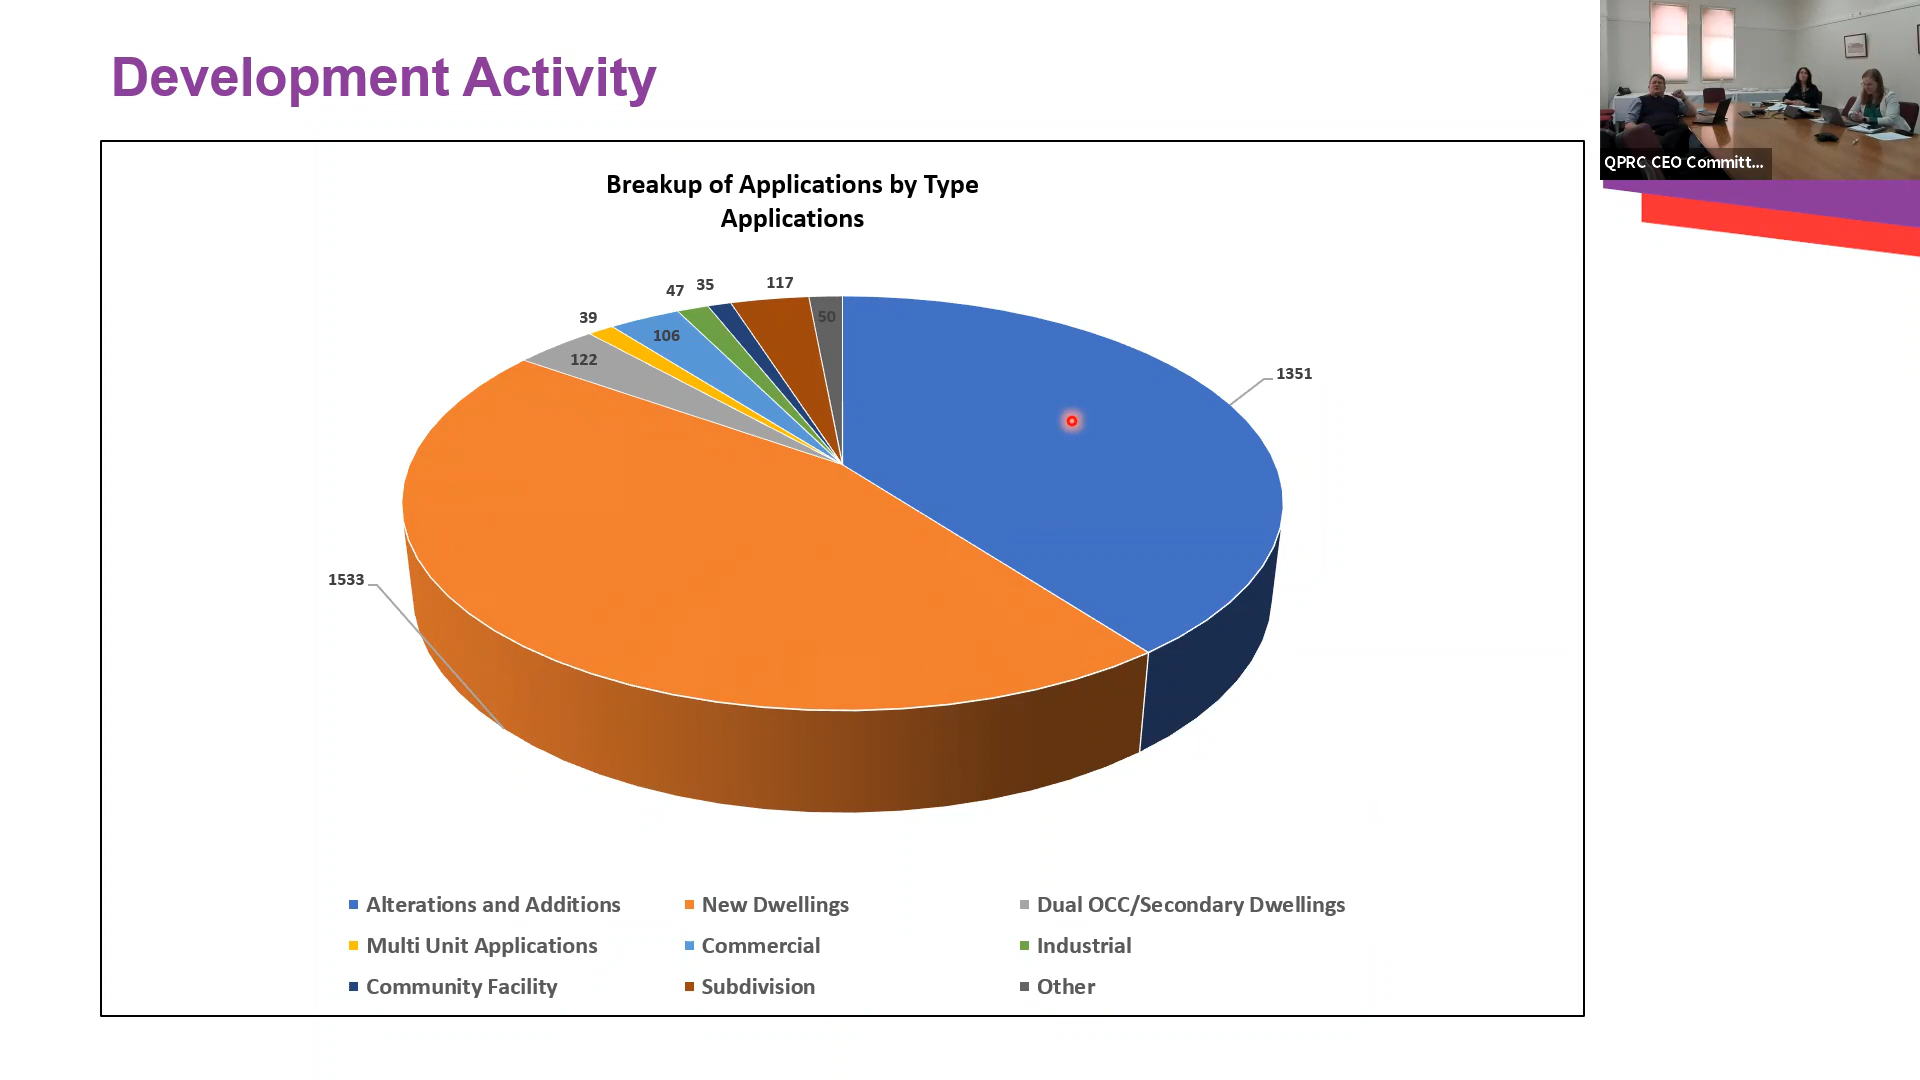 Development Activity
QPRC CEO Committ...
Breakup of Applications by Type
Applications
47
35
117
39
50
106
122
1351
1533
Alterations and Additions
New Dwellings
Dual OCC/Secondary Dwellings
Multi Unit Applications
Commercial
Industrial
Community Facility
Subdivision
Other